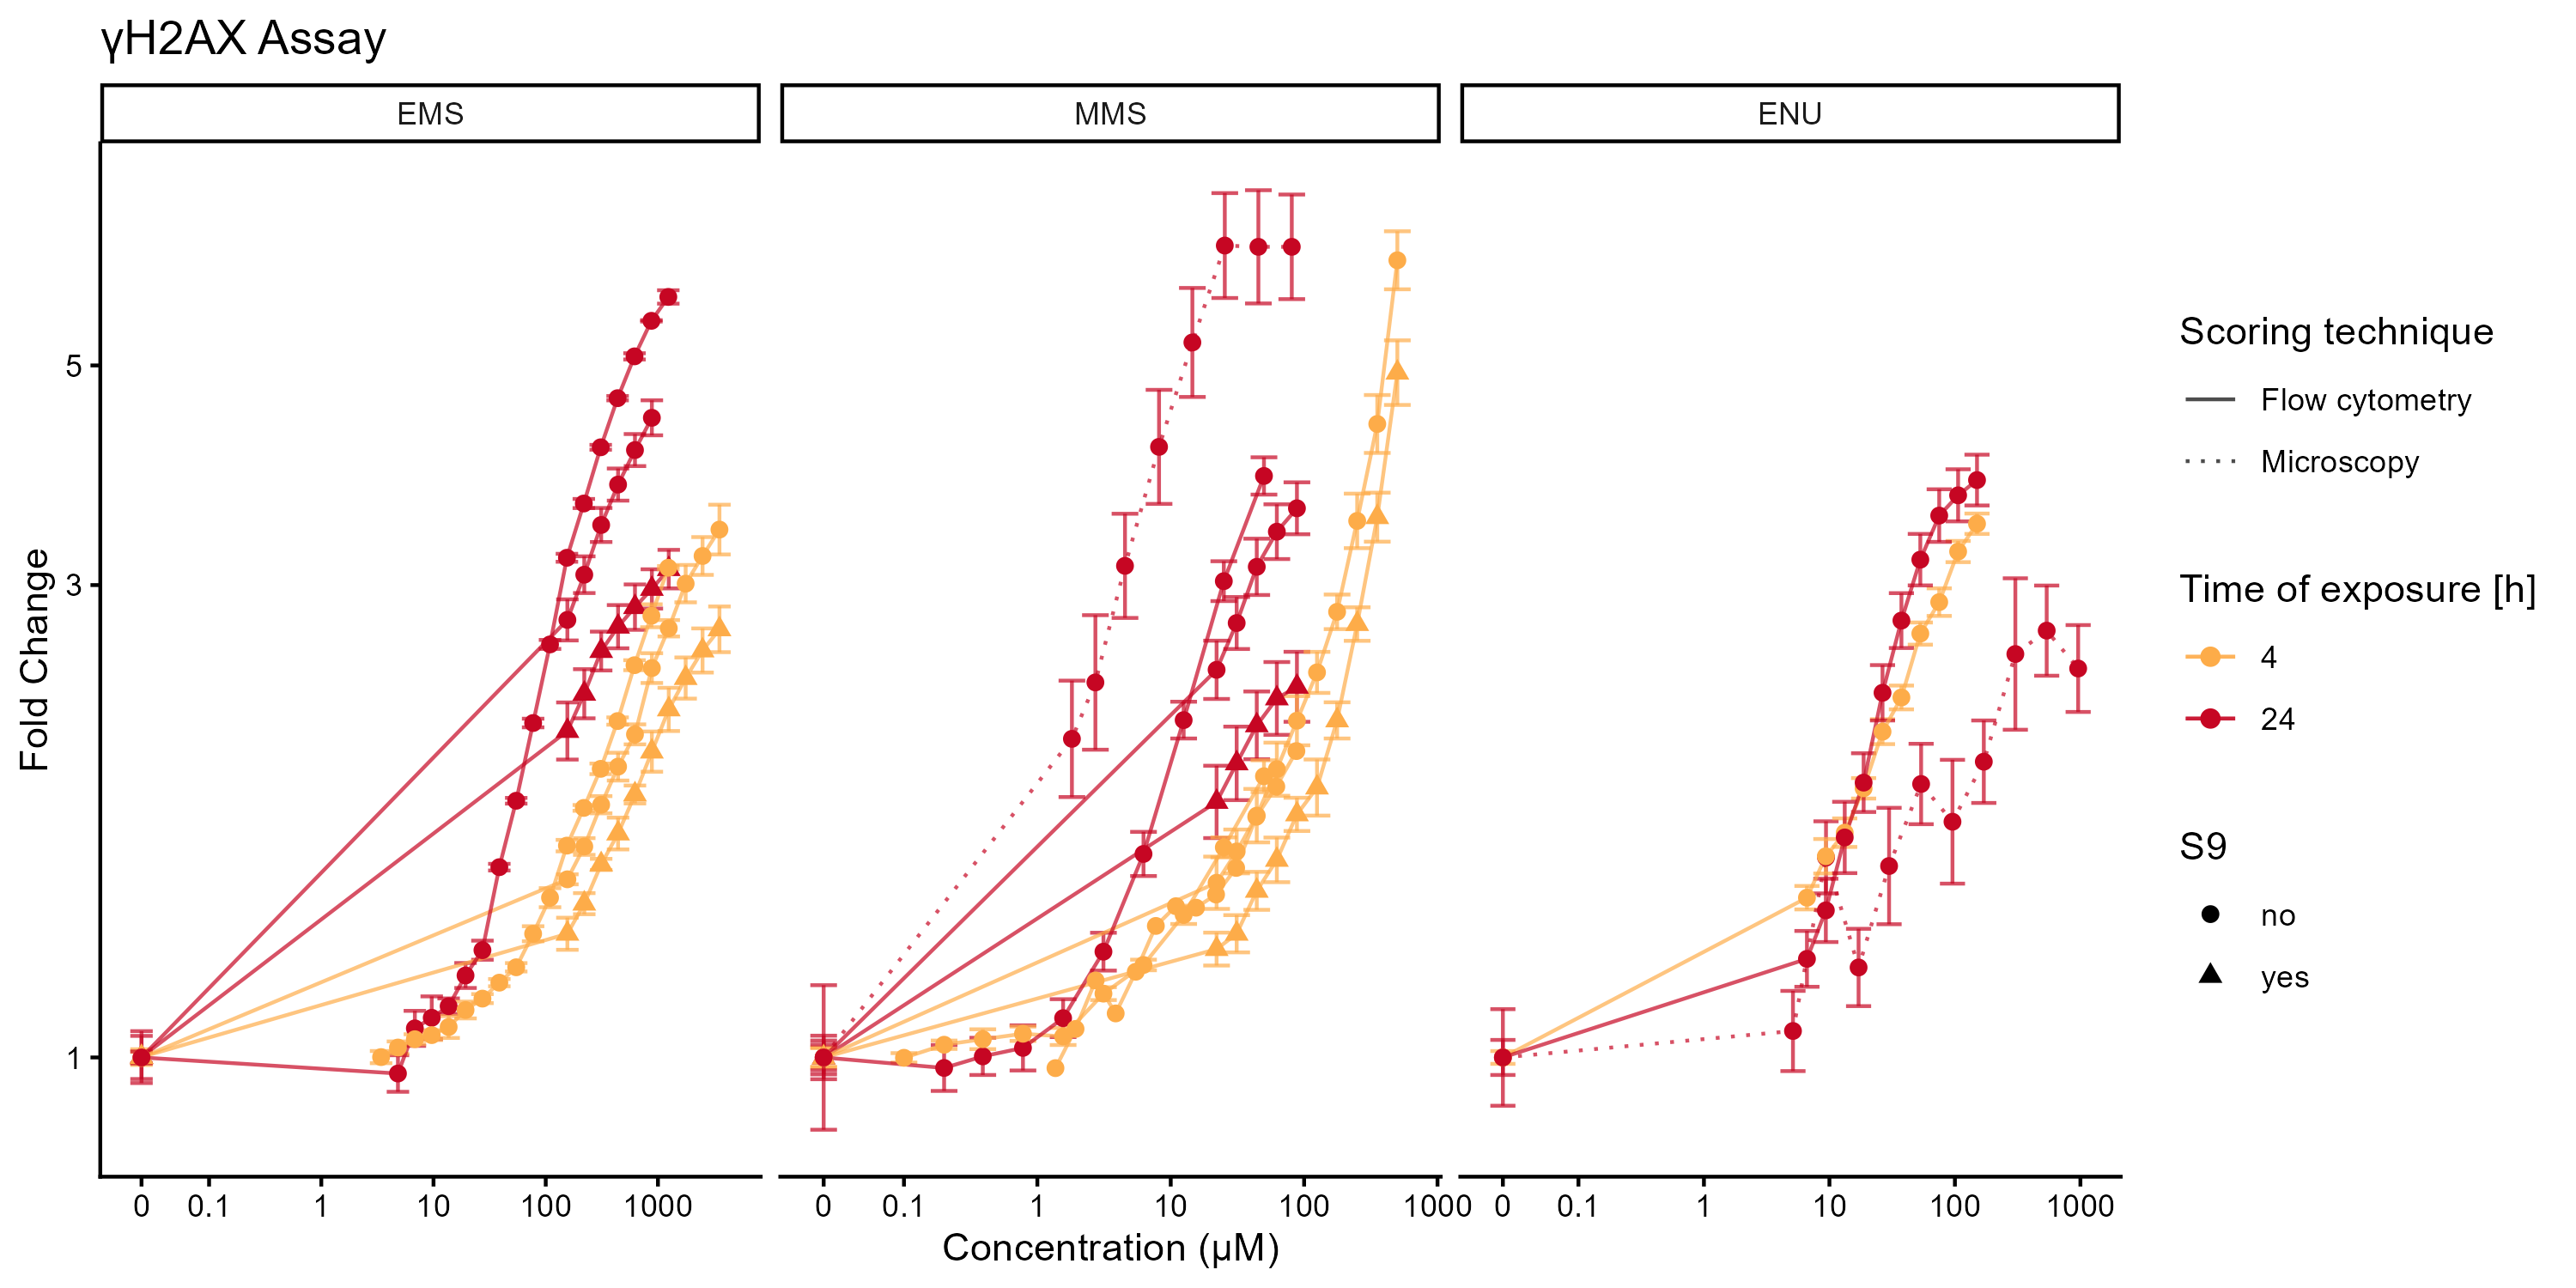 γH2AX Assay
EMS
MMS
ENU
Fold Change
5
3
1
0 0.1 1 10 100 1000
0 0.1 1 10 100 1000
0 0.1 1 10 100 1000
Concentration (μM)
Scoring technique
Flow cytometry
Microscopy
Time of exposure [h]
4
24
S9
no
yes